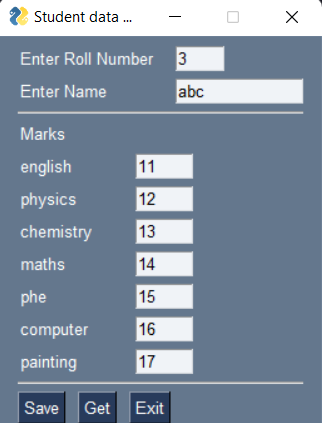 Student data ...
Enter Roll Number 3
Enter Name abc
Marks
english 11
physics 12
chemistry 13
maths 14
phe 15
computer 16
painting 17
Save Get Exit